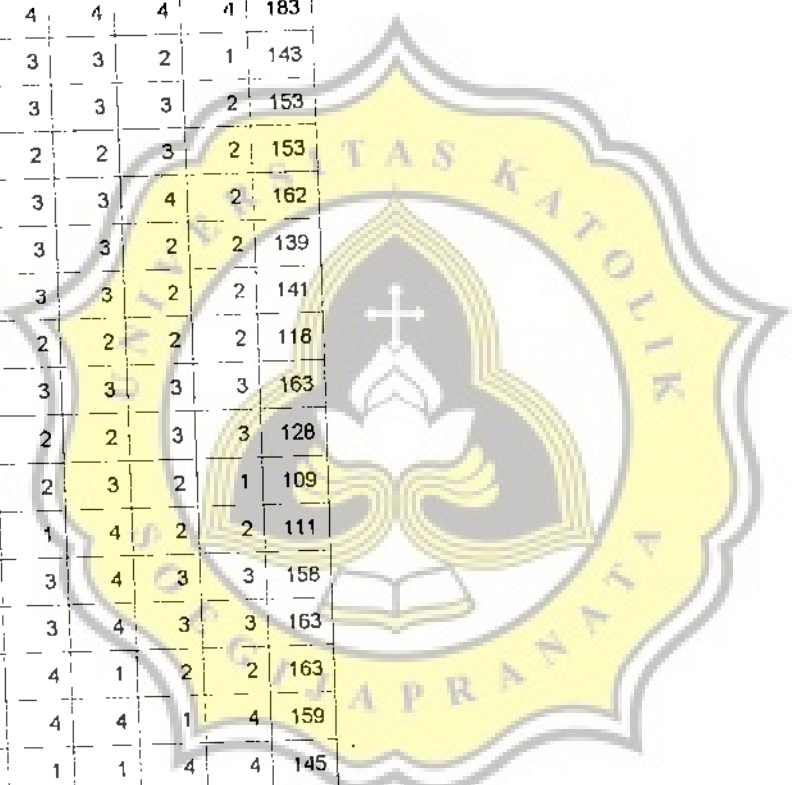 4 4 4 4 183
3 3 2 1 143
3 3 3 2 153
2 2 3 2 153
3 3 4 2 162
3 3 2 2 139
3 3 2 2 141
2 2 2 2 118
3 3 3 3 163
2 2 3 3 128
2 3 2 1 109
1 4 2 2 111
3 4 3 3 158
3 4 3 3 163
4 1 2 2 163
4 4 1 4 159
1 1 4 4 145
UNIVERSITAS KATOLIK
SOEGIJAPRANATA